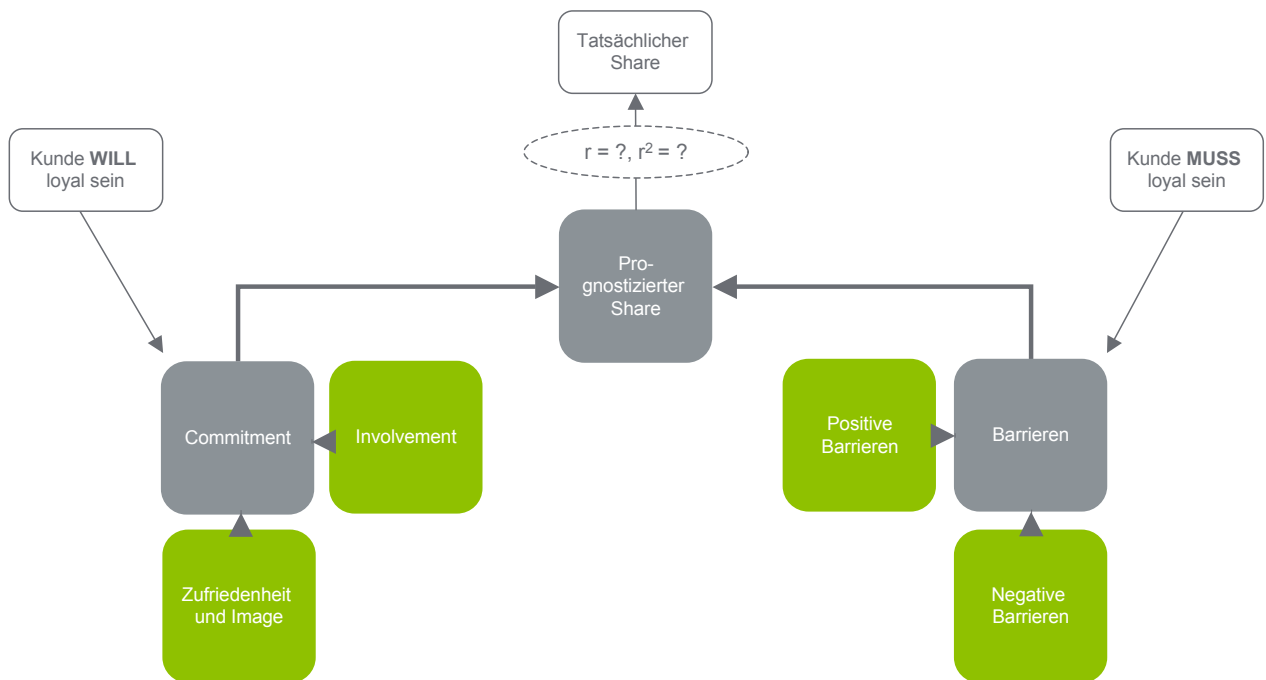 Tatsächlicher
Share
r = ?, r² = ?
Kunde WILL
loyal sein
Kunde MUSS
loyal sein
Pro-
gnostizierter
Share
Commitment
Involvement
Positive
Barrieren
Barrieren
Zufriedenheit
und Image
Negative
Barrieren